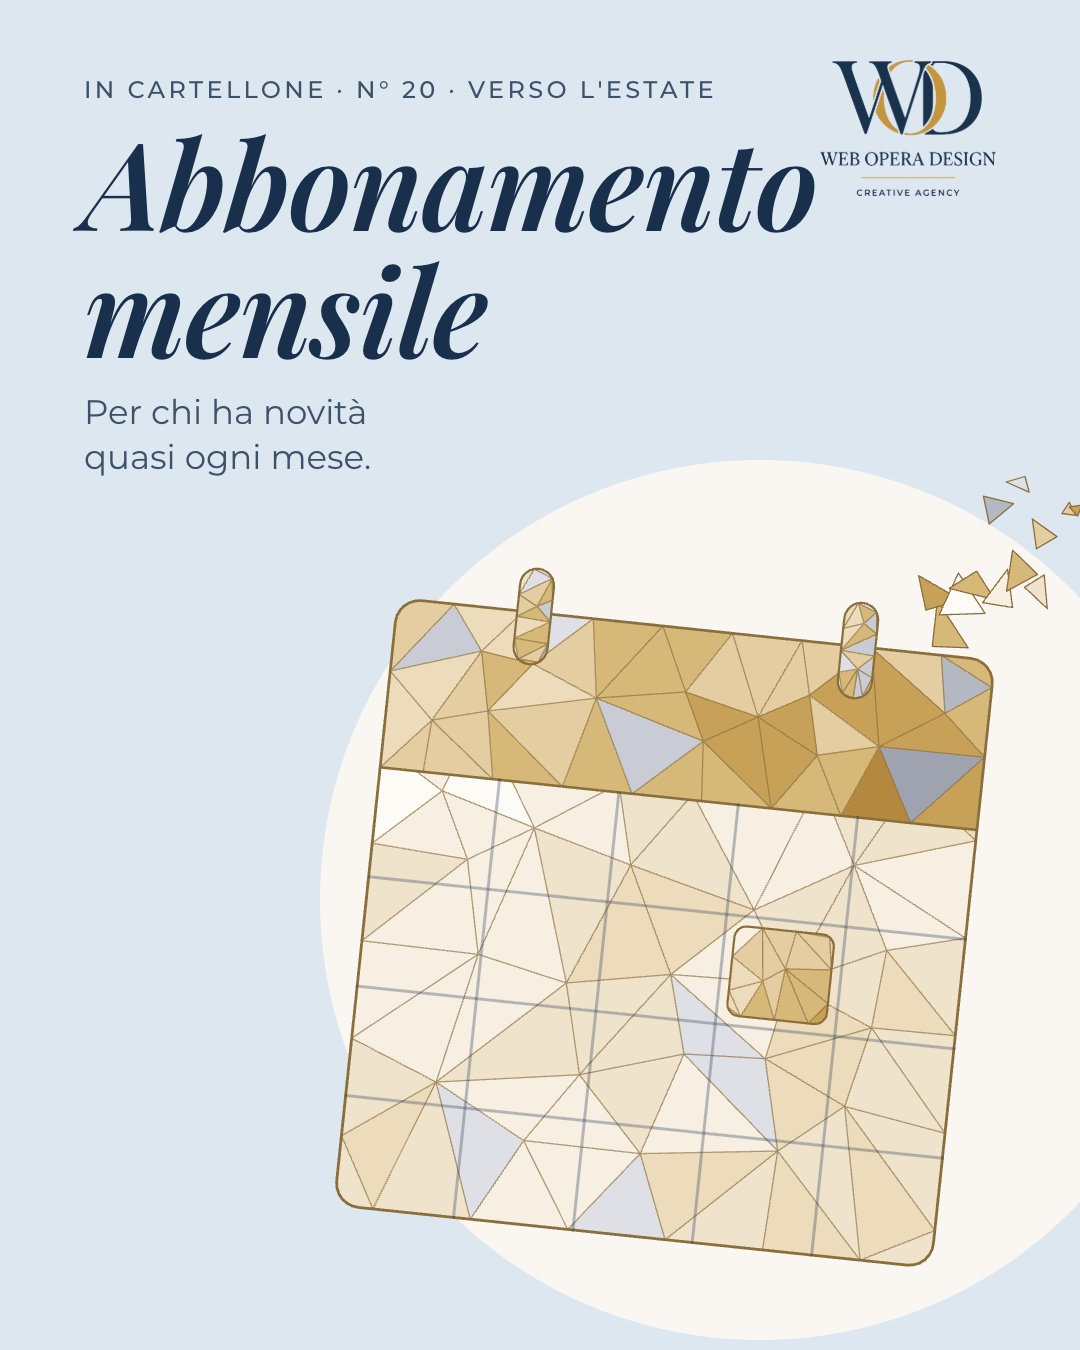 IN CARTELLONE · N° 20 · VERSO L'ESTATE
WOD
WEB OPERA DESIGN
CREATIVE AGENCY
Abbonamento
mensile
Per chi ha novità
quasi ogni mese.